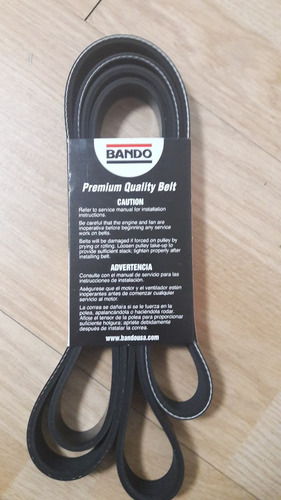 BANDO
Premium Quality Belt
CAUTION
Refer to service manual for installation
instructions.
Be careful that the engine and fan are
inoperative before beginning any service
work on belts.
Belts will be damaged if forced on pulley by
prying or rolling. Loosen pulley take-up to
provide sufficient slack; tighten properly after
installing belt.
ADVERTENCIA
Consulte con el manual de servicio para las
instrucciones de instalación.
Asegúrese que el motor y el ventilador estén
inoperantes antes de comenzar cualquier
servicio al motor.
La correa se dañara si se le fuerza en la
polea, apalancándola o haciéndola rodar.
Afloje el tensor de la polea para proporcionar
suficiente holgura; apriete debidamente
después de instalar la correa.
www.bandousa.com